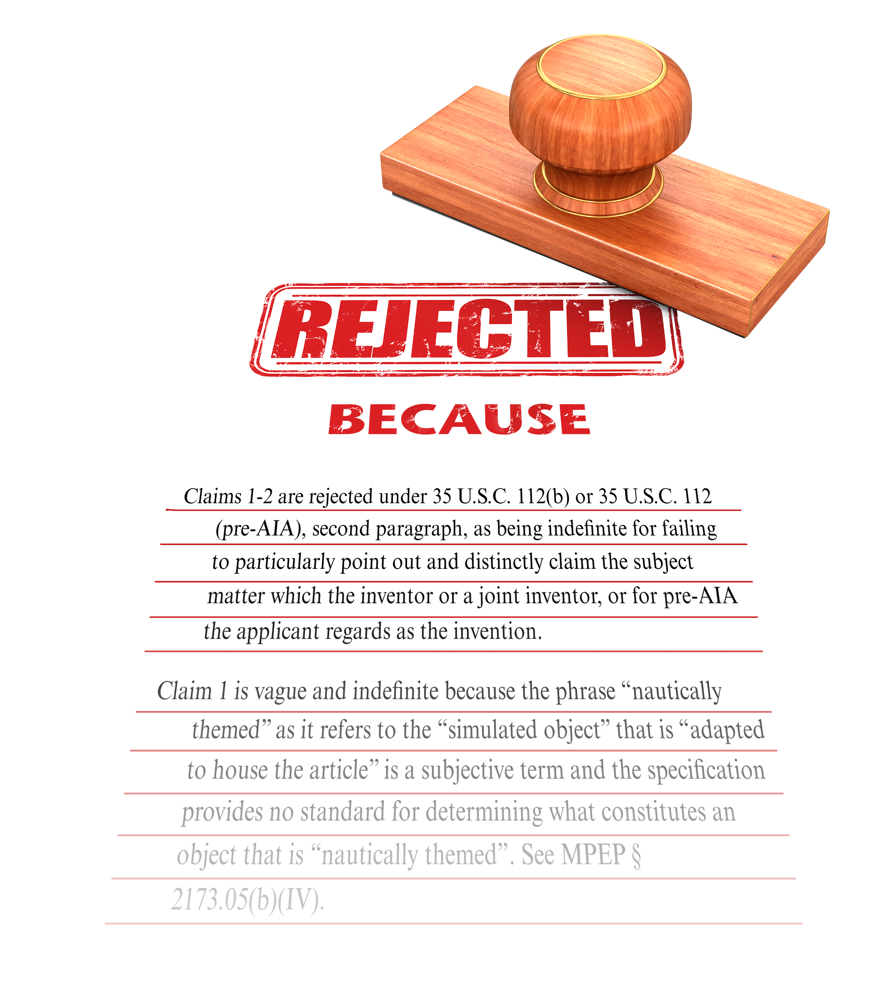 REJECTED
BECAUSE
Claims 1-2 are rejected under 35 U.S.C. 112(b) or 35 U.S.C. 112
(pre-AIA), second paragraph, as being indefinite for failing
to particularly point out and distinctly claim the subject
matter which the inventor or a joint inventor, or for pre-AIA
the applicant regards as the invention.
Claim 1 is vague and indefinite because the phrase “nautically
themed” as it refers to the “simulated object” that is “adapted
to house the article” is a subjective term and the specification
provides no standard for determining what constitutes an
object that is “nautically themed”. See MPEP §
2173.05(b)(IV).